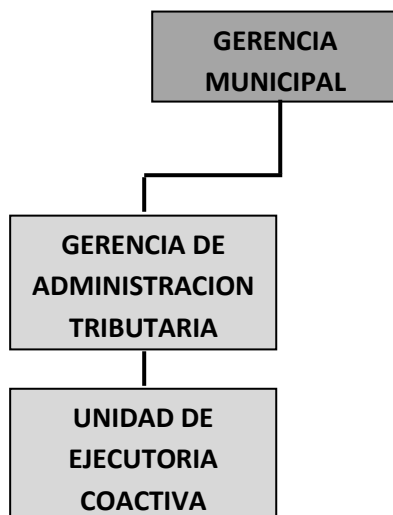 GERENCIA
MUNICIPAL
GERENCIA DE
ADMINISTRACION
TRIBUTARIA
UNIDAD DE
EJECUTORIA
COACTIVA